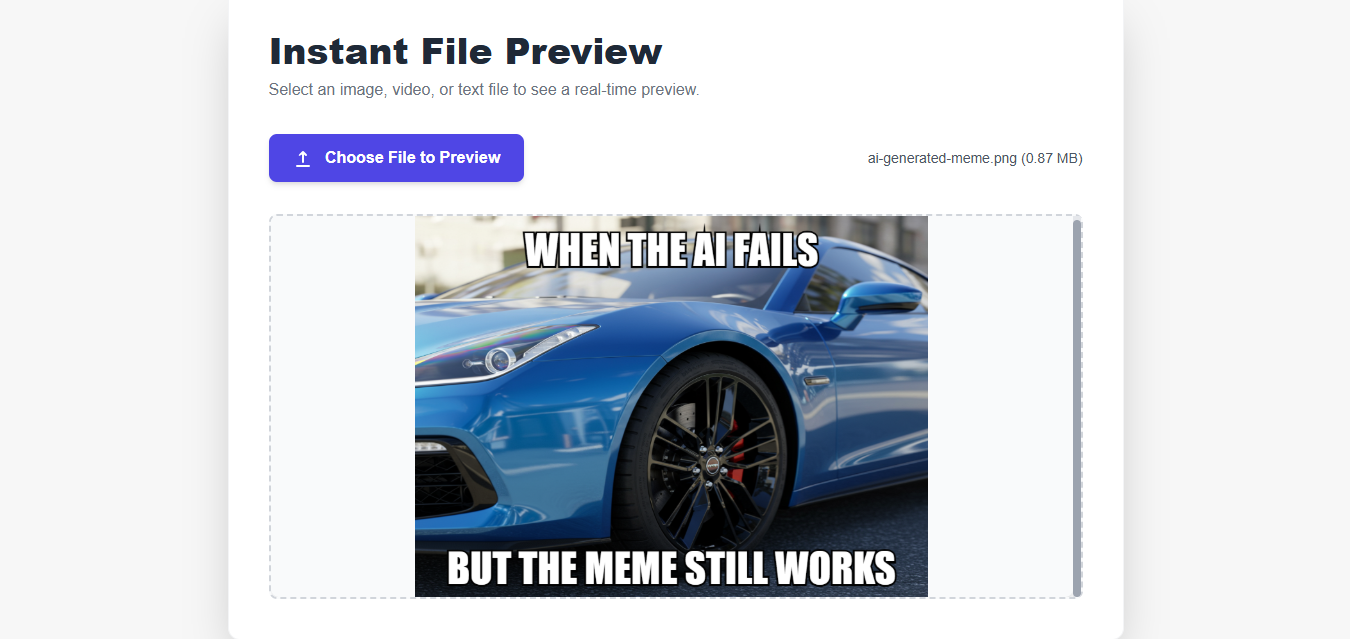 Instant File Preview
Select an image, video, or text file to see a real-time preview.
Choose File to Preview
ai-generated-meme.png (0.87 MB)
WHEN THE AI FAILS
BUT THE MEME STILL WORKS